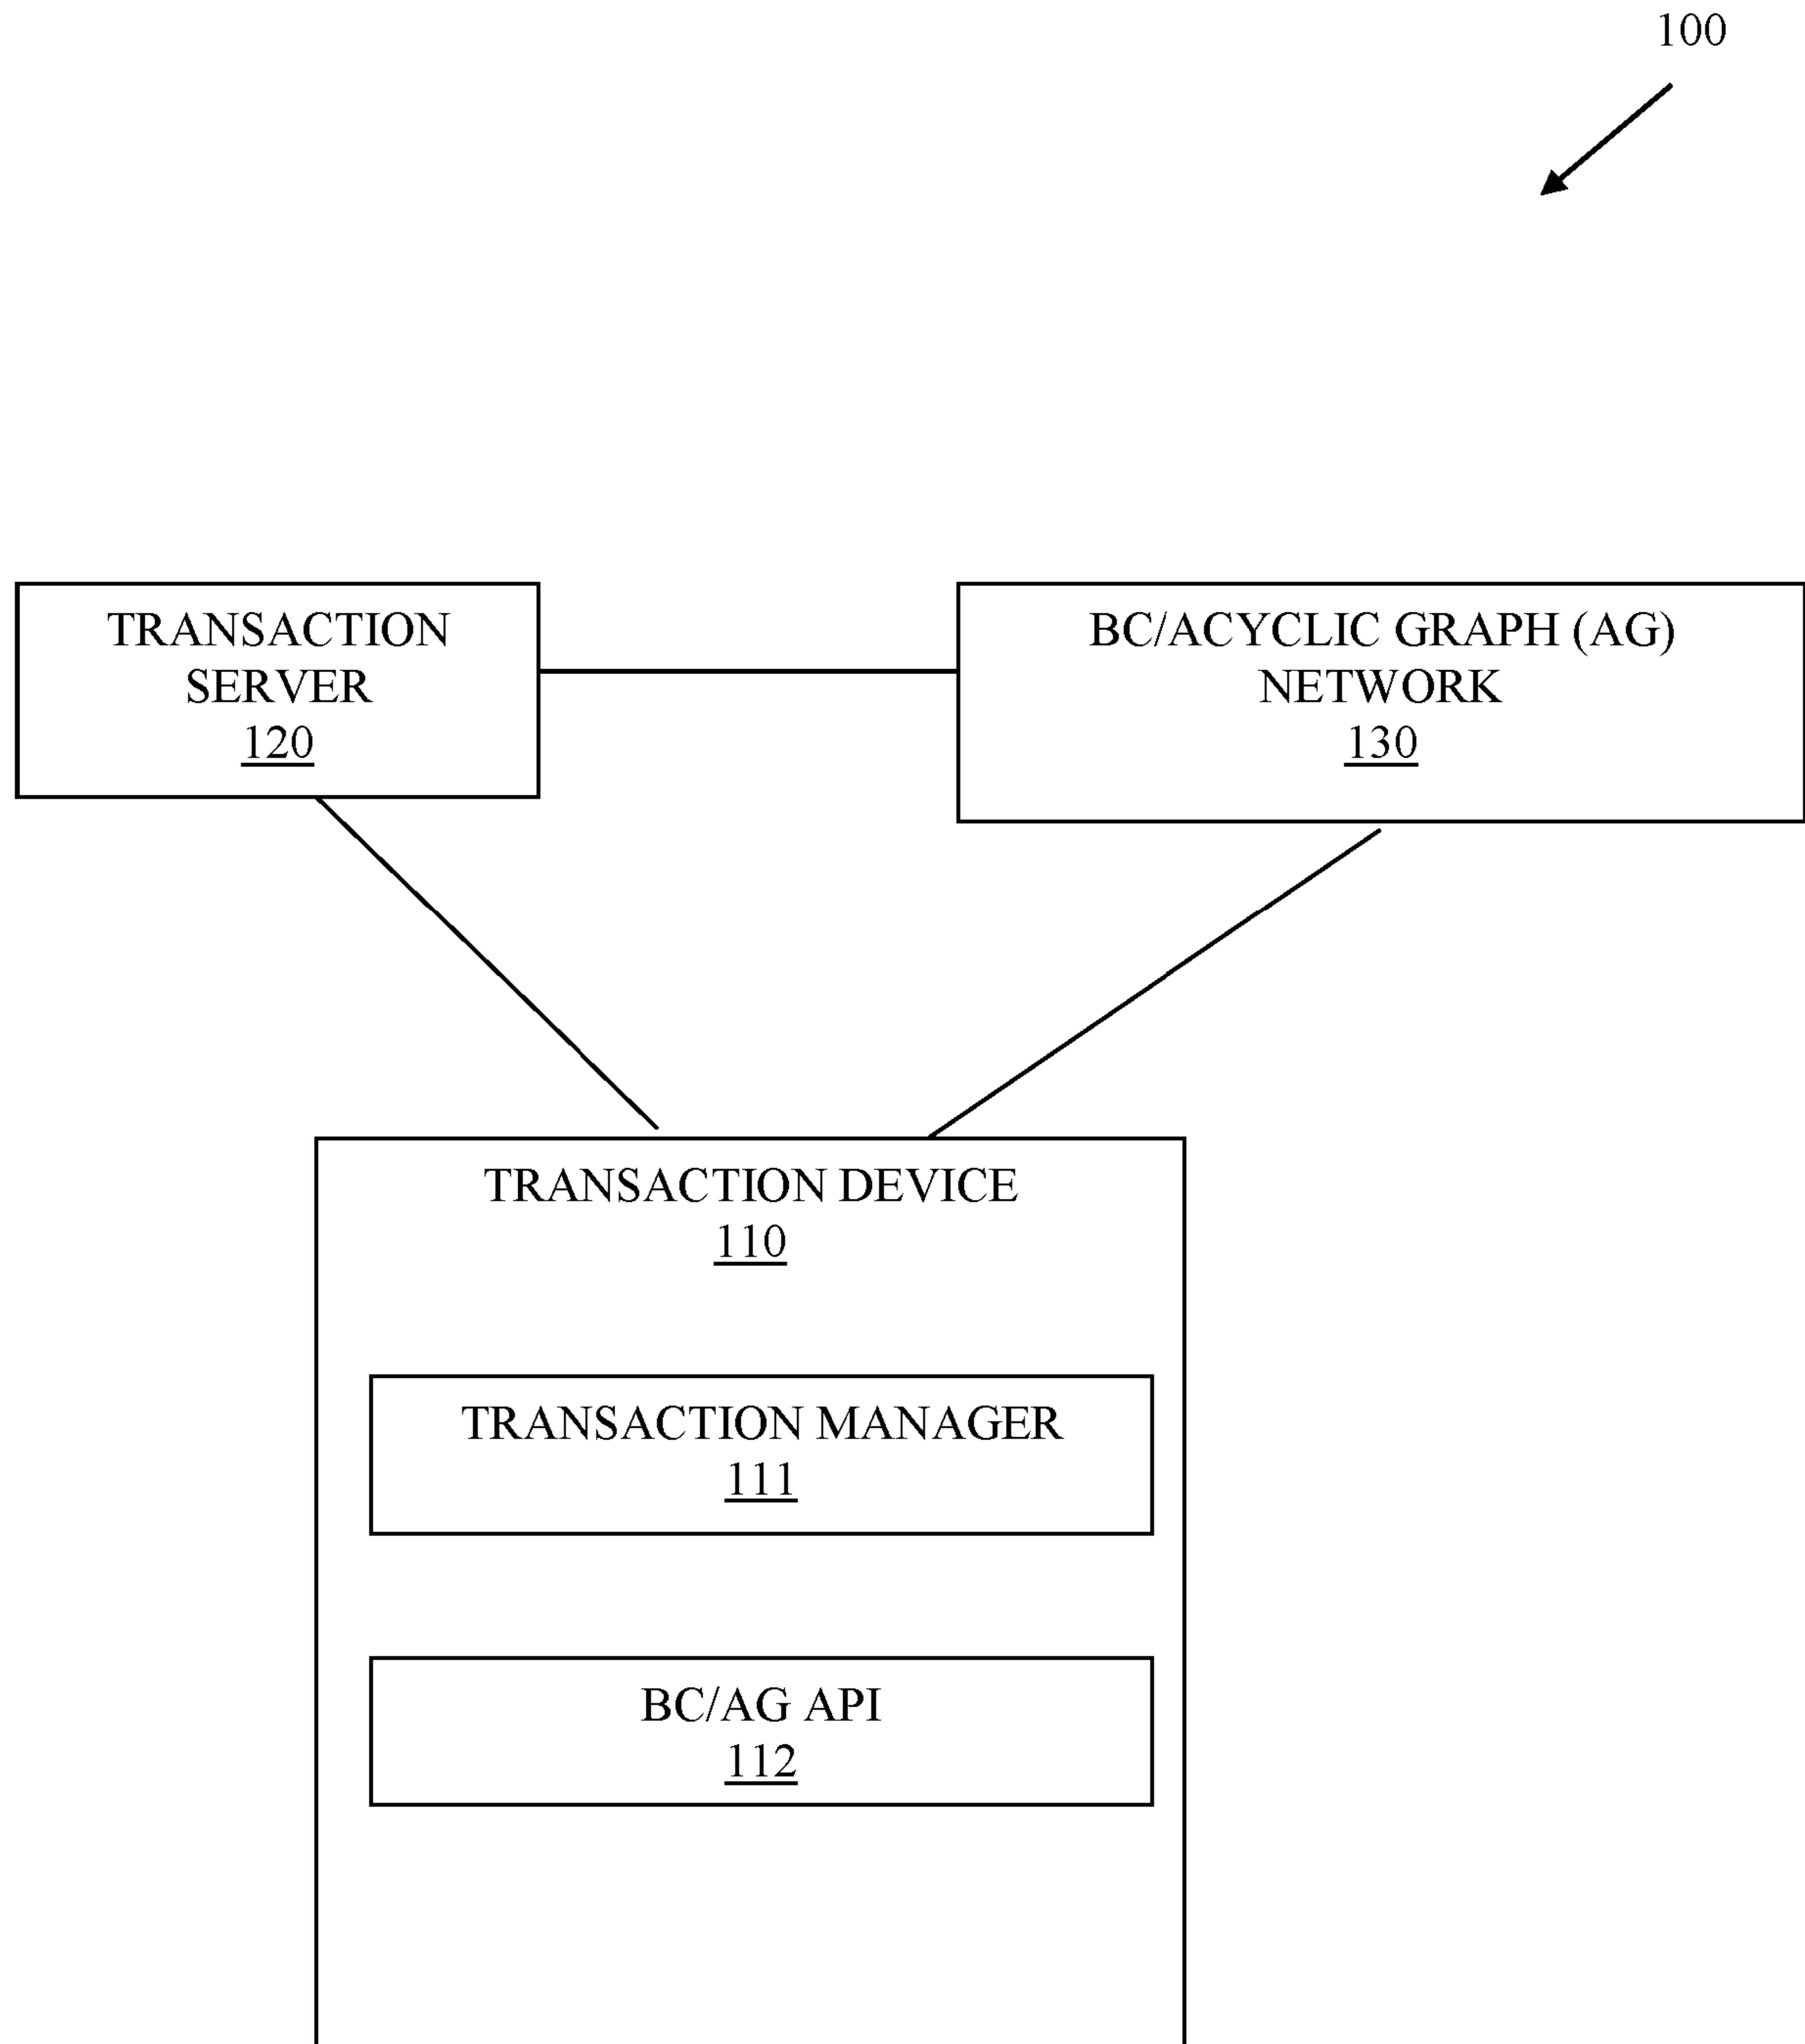 100
TRANSACTION
SERVER
120
BC/ACYCLIC GRAPH (AG)
NETWORK
130
TRANSACTION DEVICE
110
TRANSACTION MANAGER
111
BC/AG API
112